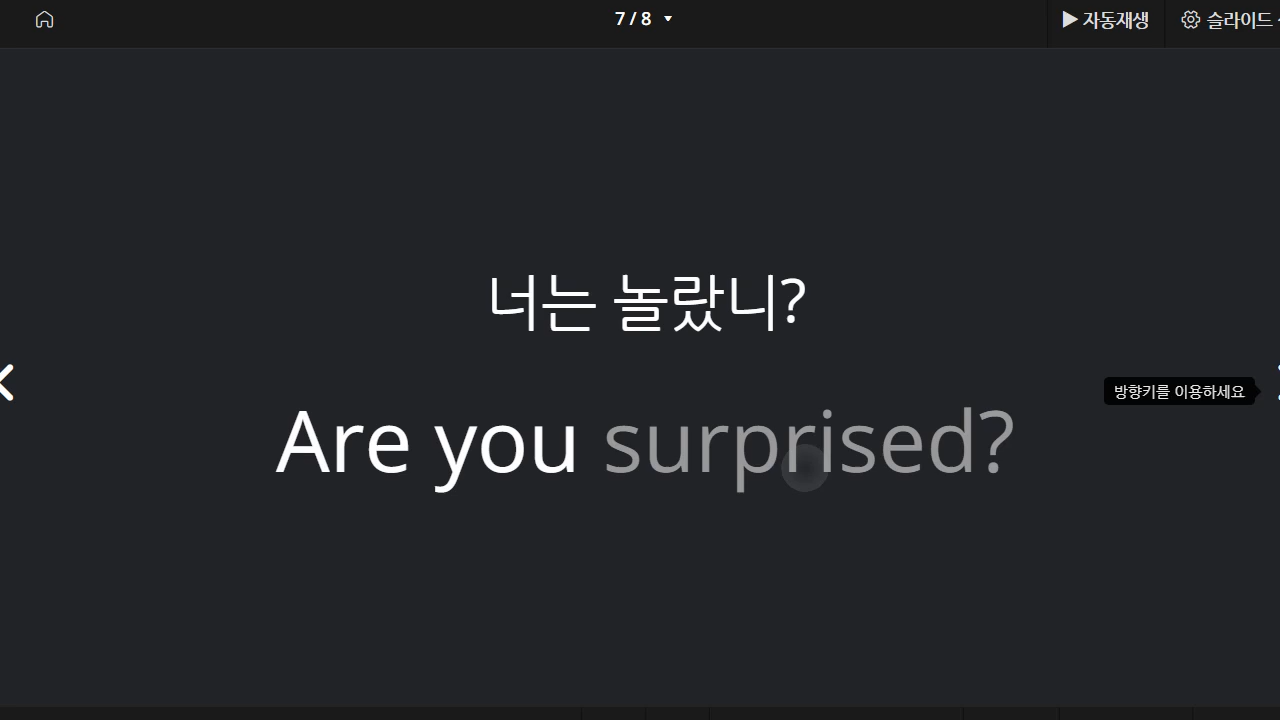 7 / 8
▶ 자동재생
슬라이드
너는 놀랐니?
방향키를 이용하세요
Are you surprised?